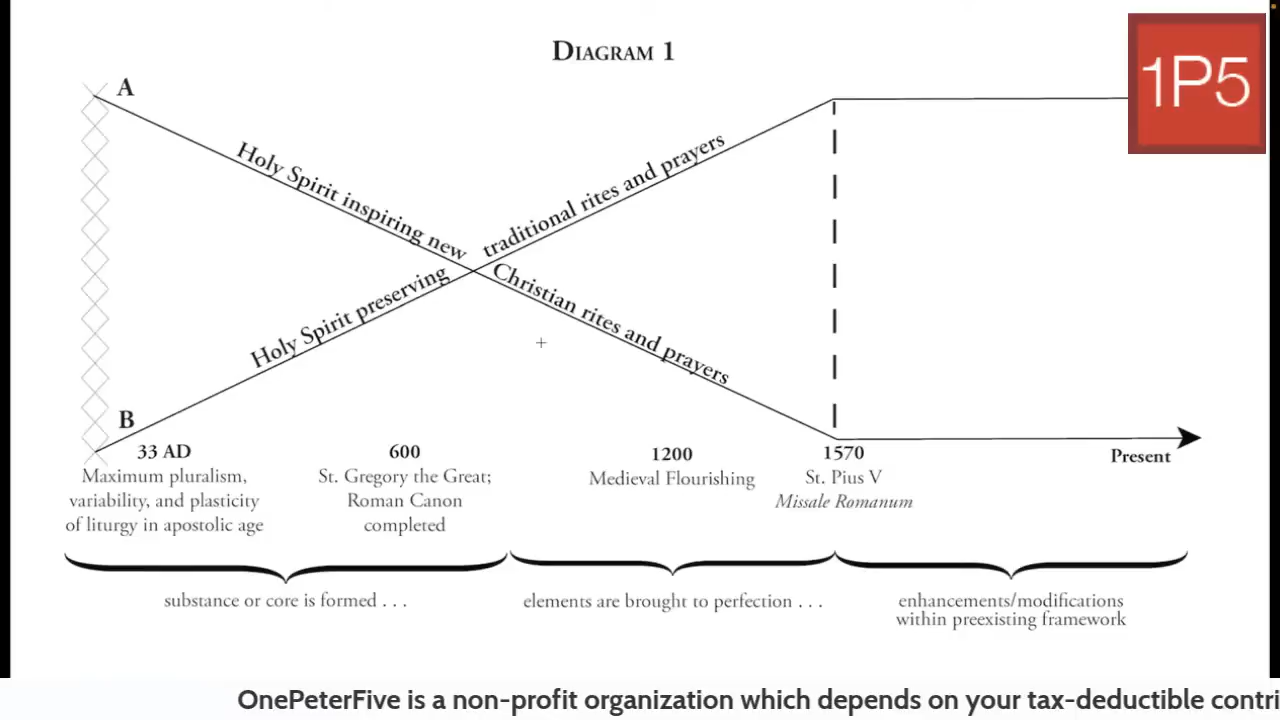 DIAGRAM 1
1P5
A
Holy Spirit inspiring new Christian rites and prayers
Holy Spirit preserving traditional rites and prayers
B
33 AD
Maximum pluralism,
variability, and plasticity
of liturgy in apostolic age
600
St. Gregory the Great;
Roman Canon
completed
1200
Medieval Flourishing
1570
St. Pius V
Missale Romanum
Present
substance or core is formed . . .
elements are brought to perfection . . .
enhancements/modifications
within preexisting framework
OnePeterFive is a non-profit organization which depends on your tax-deductible contri